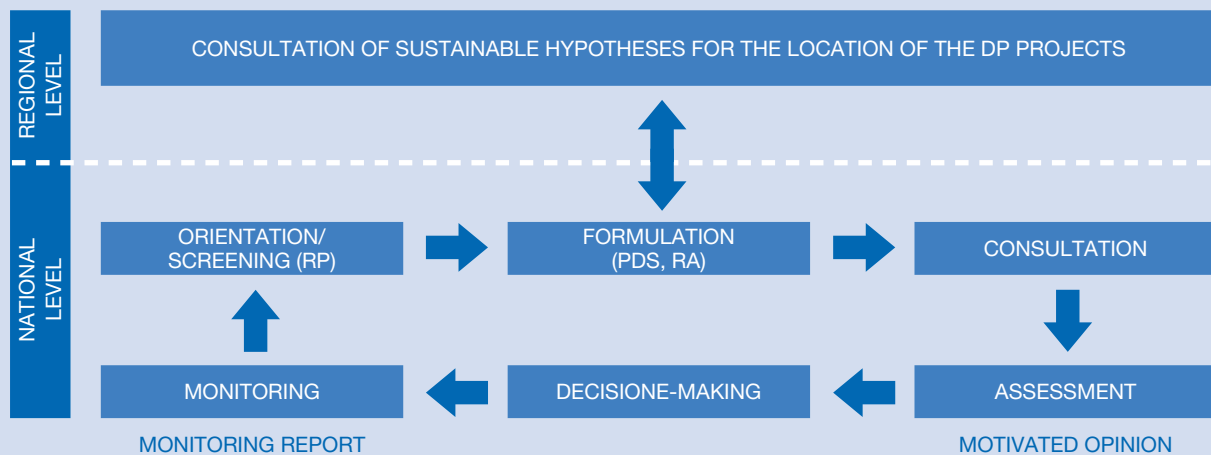 REGIONAL
LEVEL
CONSULTATION OF SUSTAINABLE HYPOTHESES FOR THE LOCATION OF THE DP PROJECTS
NATIONAL
LEVEL
ORIENTATION/
SCREENING (RP)
FORMULATION
(PDS, RA)
CONSULTATION
MONITORING
DECISIONE-MAKING
ASSESSMENT
MONITORING REPORT
MOTIVATED OPINION